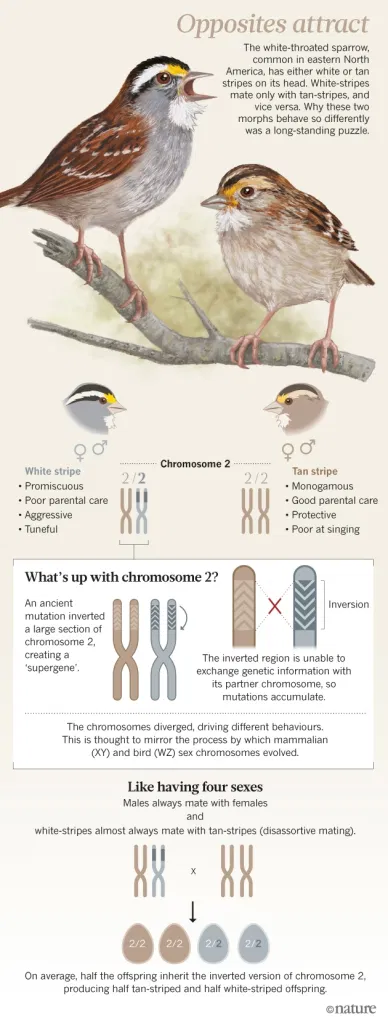 Opposites attract
The white-throated sparrow,
common in eastern North
America, has either white or tan
stripes on its head. White-stripes
mate only with tan-stripes, and
vice versa. Why these two
morphs behave so differently
was a long-standing puzzle.
♀ ♂
♀ ♂
Chromosome 2
White stripe
2/2
2/2
Tan stripe
• Promiscuous
• Poor parental care
• Aggressive
• Tuneful
• Monogamous
• Good parental care
• Protective
• Poor at singing
What's up with chromosome 2?
An ancient
mutation inverted
a large section of
chromosome 2,
creating a
‘supergene’.
Inversion
The inverted region is unable to
exchange genetic information with
its partner chromosome, so
mutations accumulate.
The chromosomes diverged, driving different behaviours.
This is thought to mirror the process by which mammalian
(XY) and bird (WZ) sex chromosomes evolved.
Like having four sexes
Males always mate with females
and
white-stripes almost always mate with tan-stripes (disassortive mating).
x
2/2 2/2 2/2 2/2
On average, half the offspring inherit the inverted version of chromosome 2,
producing half tan-striped and half white-striped offspring.
©nature